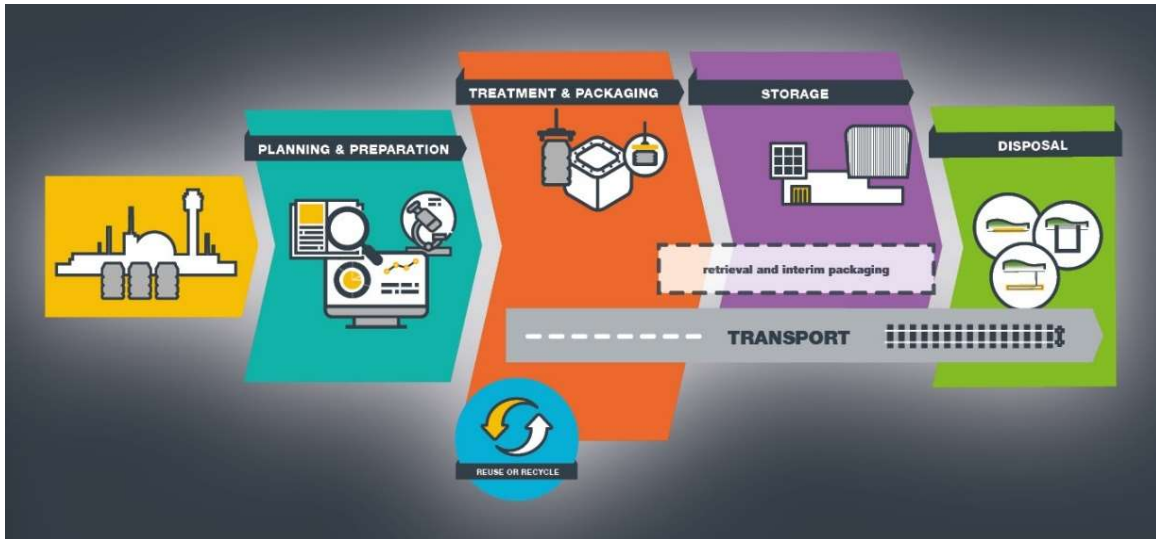 PLANNING & PREPARATION
TREATMENT & PACKAGING
STORAGE
DISPOSAL
retrieval and interim packaging
TRANSPORT
REUSE OR RECYCLE